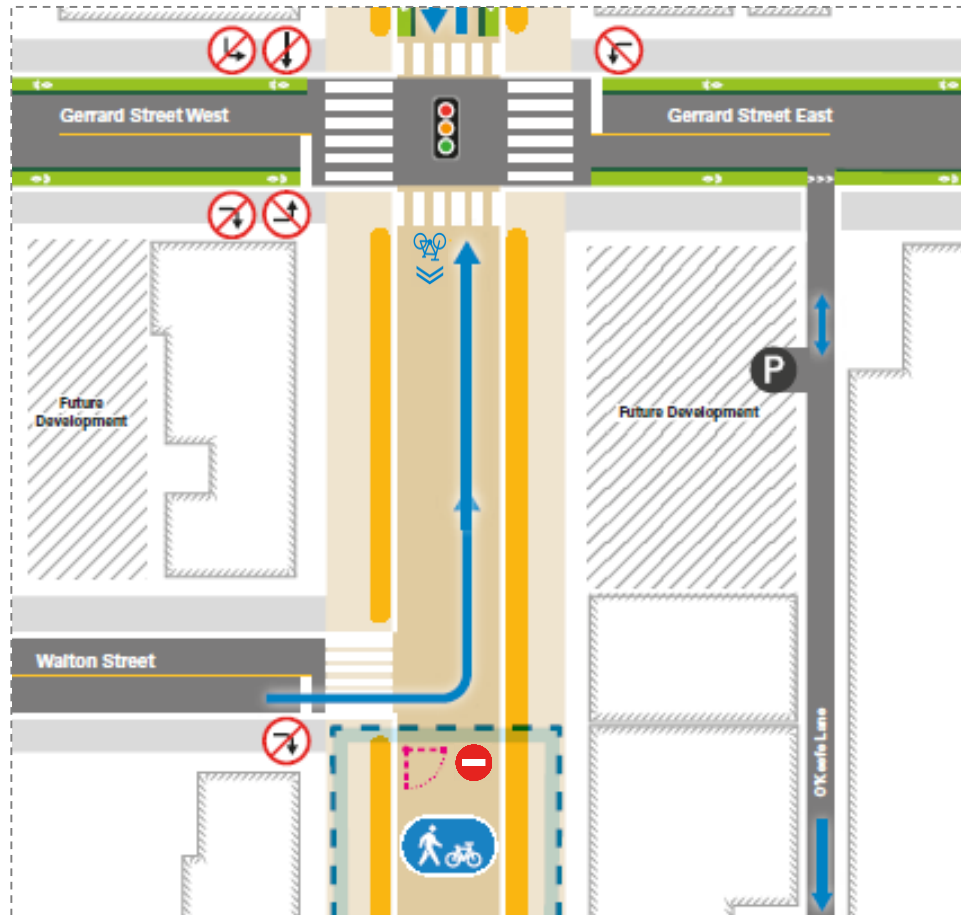 Gerrard Street West
Gerrard Street East
P
Future
Development
Future Development
Walton Street
O'Keefe Lane